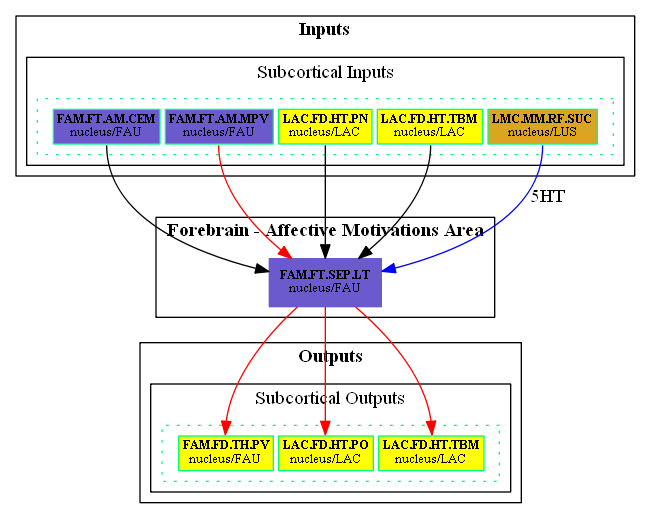 Inputs
Subcortical Inputs
FAM.FT.AM.CEM
nucleus/FAU
FAM.FT.AM.MPV
nucleus/FAU
LAC.FD.HT.PN
nucleus/LAC
LAC.FD.HT.TBM
nucleus/LAC
LMC.MM.RF.SUC
nucleus/LUS
5HT
Forebrain - Affective Motivations Area
FAM.FT.SEP.LT
nucleus/FAU
Outputs
Subcortical Outputs
FAM.FD.TH.PV
nucleus/FAU
LAC.FD.HT.PO
nucleus/LAC
LAC.FD.HT.TBM
nucleus/LAC